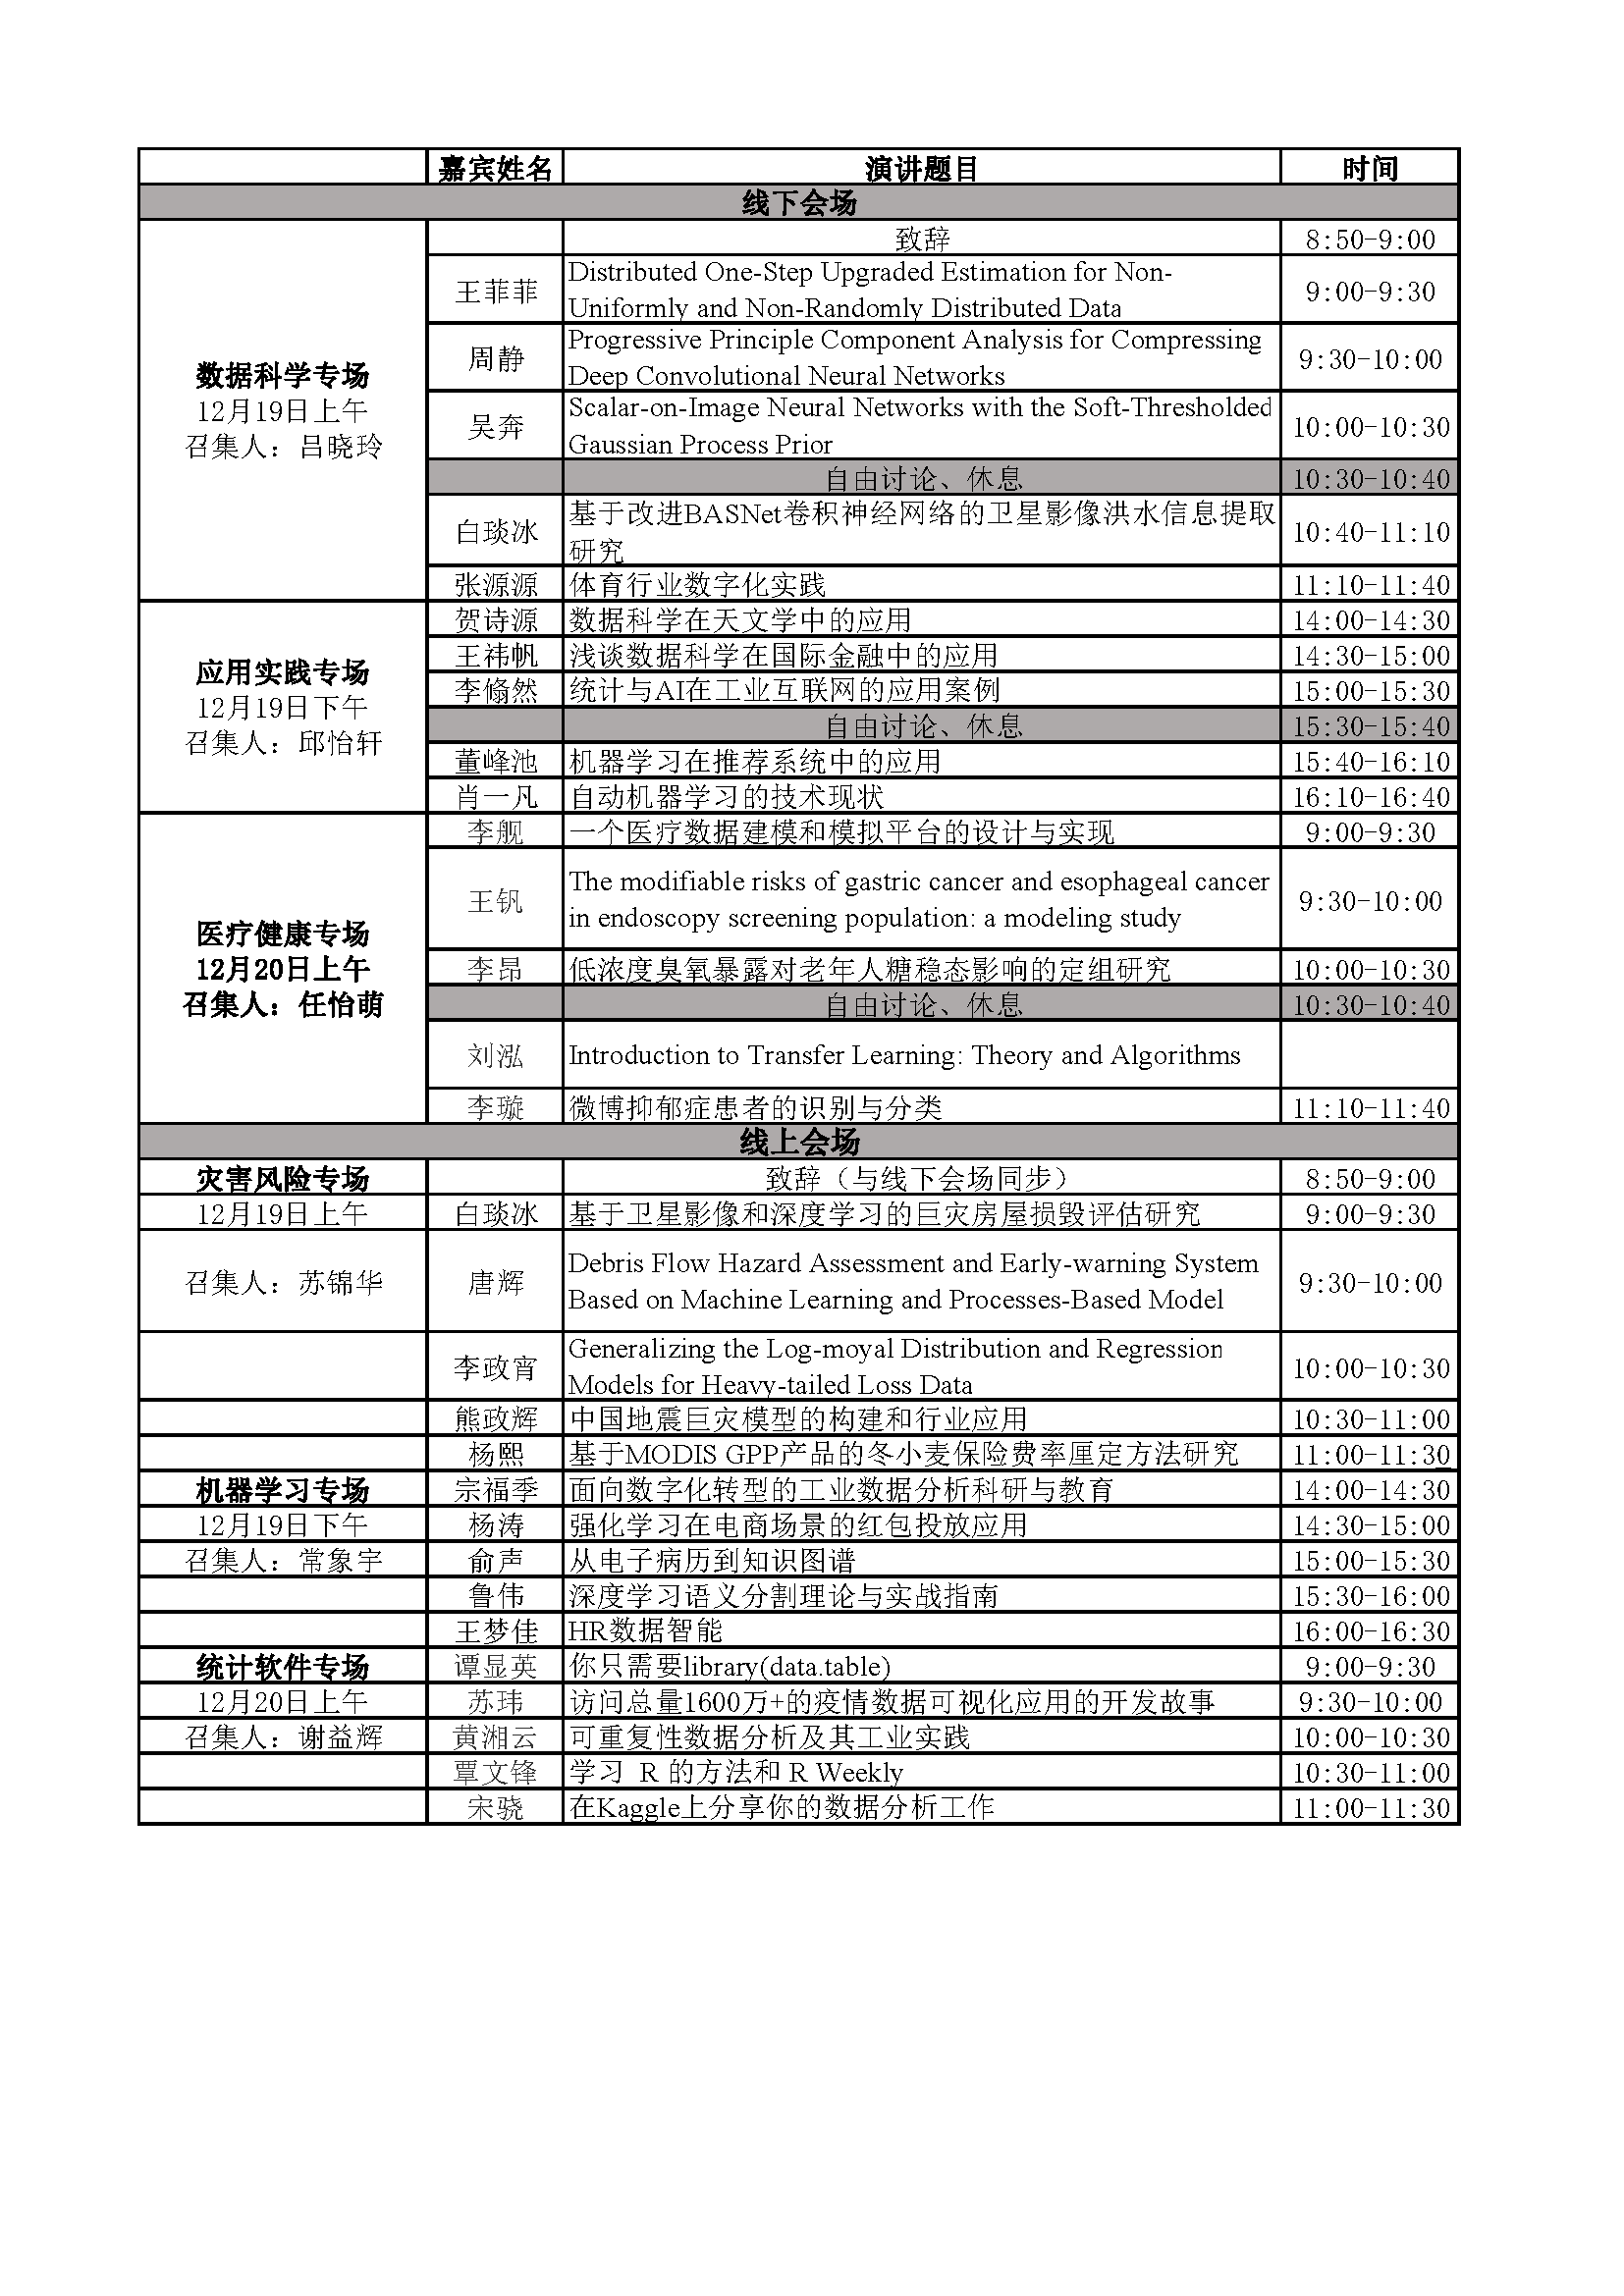 嘉宾姓名 演讲题目 时间
线下会场
致辞 8:50-9:00
数据科学专场
12月19日上午
召集人：吕晓玲
王菲菲 Distributed One-Step Upgraded Estimation for Non-
Uniformly and Non-Randomly Distributed Data 9:00-9:30
周静 Progressive Principle Component Analysis for Compressing
Deep Convolutional Neural Networks 9:30-10:00
吴奔 Scalar-on-Image Neural Networks with the Soft-Thresholded
Gaussian Process Prior 10:00-10:30
自由讨论、休息 10:30-10:40
白琰冰 基于改进BASNet卷积神经网络的卫星影像洪水信息提取
研究 10:40-11:10
张源源 体育行业数字化实践 11:10-11:40
应用实践专场
12月19日下午
召集人：邱怡轩
贺诗源 数据科学在天文学中的应用 14:00-14:30
王祎帆 浅谈数据科学在国际金融中的应用 14:30-15:00
李翛然 统计与AI在工业互联网的应用案例 15:00-15:30
自由讨论、休息 15:30-15:40
董峰池 机器学习在推荐系统中的应用 15:40-16:10
肖一凡 自动机器学习的技术现状 16:10-16:40
医疗健康专场
12月20日上午
召集人：任怡萌
李舰 一个医疗数据建模和模拟平台的设计与实现 9:00-9:30
王钒 The modifiable risks of gastric cancer and esophageal cancer
in endoscopy screening population: a modeling study 9:30-10:00
李昂 低浓度臭氧暴露对老年人糖稳态影响的定组研究 10:00-10:30
自由讨论、休息 10:30-10:40
刘泓 Introduction to Transfer Learning: Theory and Algorithms
李璇 微博抑郁症患者的识别与分类 11:10-11:40
线上会场
灾害风险专场 致辞（与线下会场同步） 8:50-9:00
12月19日上午 白琰冰 基于卫星影像和深度学习的巨灾房屋损毁评估研究 9:00-9:30
召集人：苏锦华 唐辉 Debris Flow Hazard Assessment and Early-warning System
Based on Machine Learning and Processes-Based Model 9:30-10:00
李政宵 Generalizing the Log-moyal Distribution and Regression
Models for Heavy-tailed Loss Data 10:00-10:30
熊政辉 中国地震巨灾模型的构建和行业应用 10:30-11:00
杨熙 基于MODIS GPP产品的冬小麦保险费率厘定方法研究 11:00-11:30
机器学习专场 宗福季 面向数字化转型的工业数据分析科研与教育 14:00-14:30
12月19日下午 杨涛 强化学习在电商场景的红包投放应用 14:30-15:00
召集人：常象宇 俞声 从电子病历到知识图谱 15:00-15:30
鲁伟 深度学习语义分割理论与实战指南 15:30-16:00
王梦佳 HR数据智能 16:00-16:30
统计软件专场 谭显英 你只需要library(data.table) 9:00-9:30
12月20日上午 苏玮 访问总量1600万+的疫情数据可视化应用的开发故事 9:30-10:00
召集人：谢益辉 黄湘云 可重复性数据分析及其工业实践 10:00-10:30
覃文锋 学习 R 的方法和 R Weekly 10:30-11:00
宋骁 在Kaggle上分享你的数据分析工作 11:00-11:30